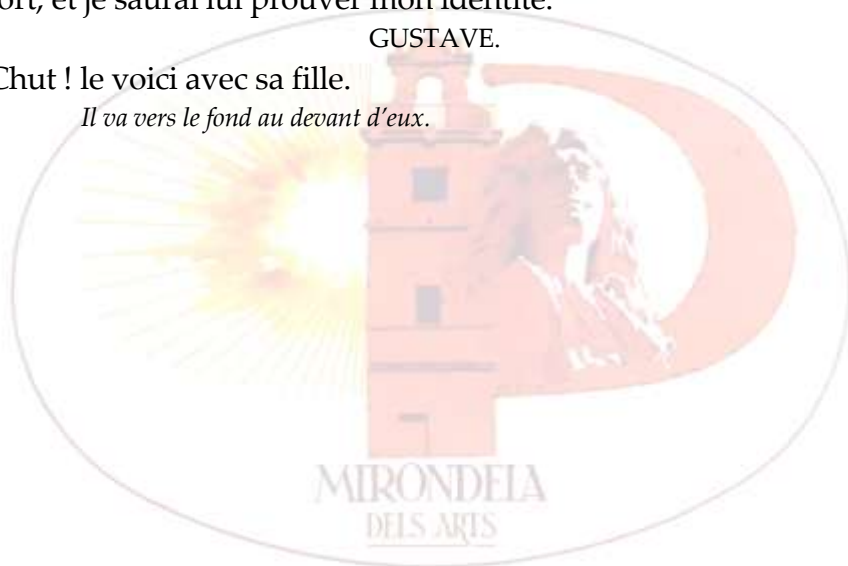 ort, et je saurai lui prouver mon identité.
GUSTAVE.
Chut ! le voici avec sa fille.
Il va vers le fond au devant d’eux.
MIRONDELA
DELS ARTS